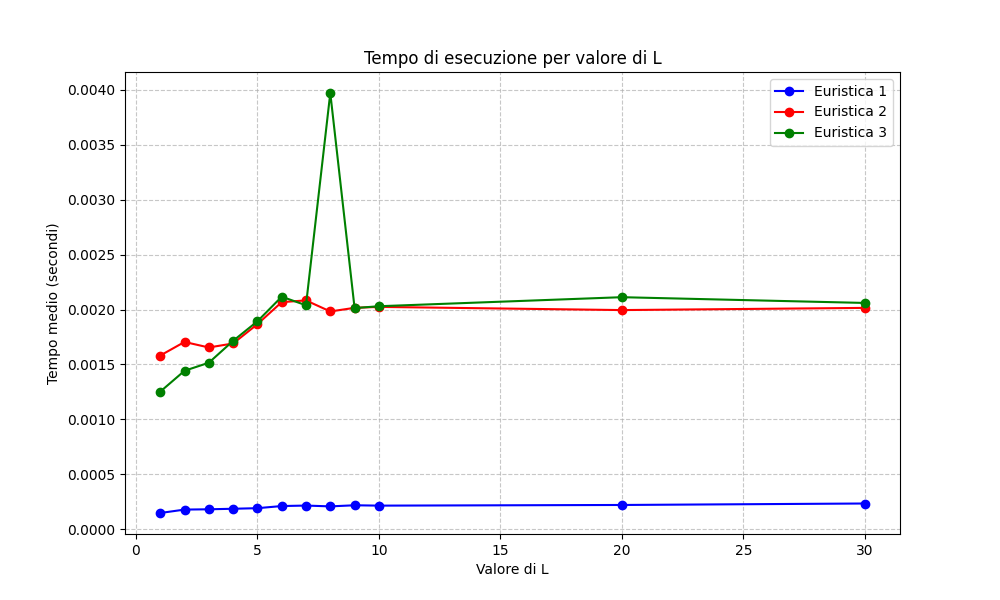 Tempo di esecuzione per valore di L
Euristica 1
Euristica 2
Euristica 3
Tempo medio (secondi)
0.0040
0.0035
0.0030
0.0025
0.0020
0.0015
0.0010
0.0005
0.0000
0 5 10 15 20 25 30
Valore di L